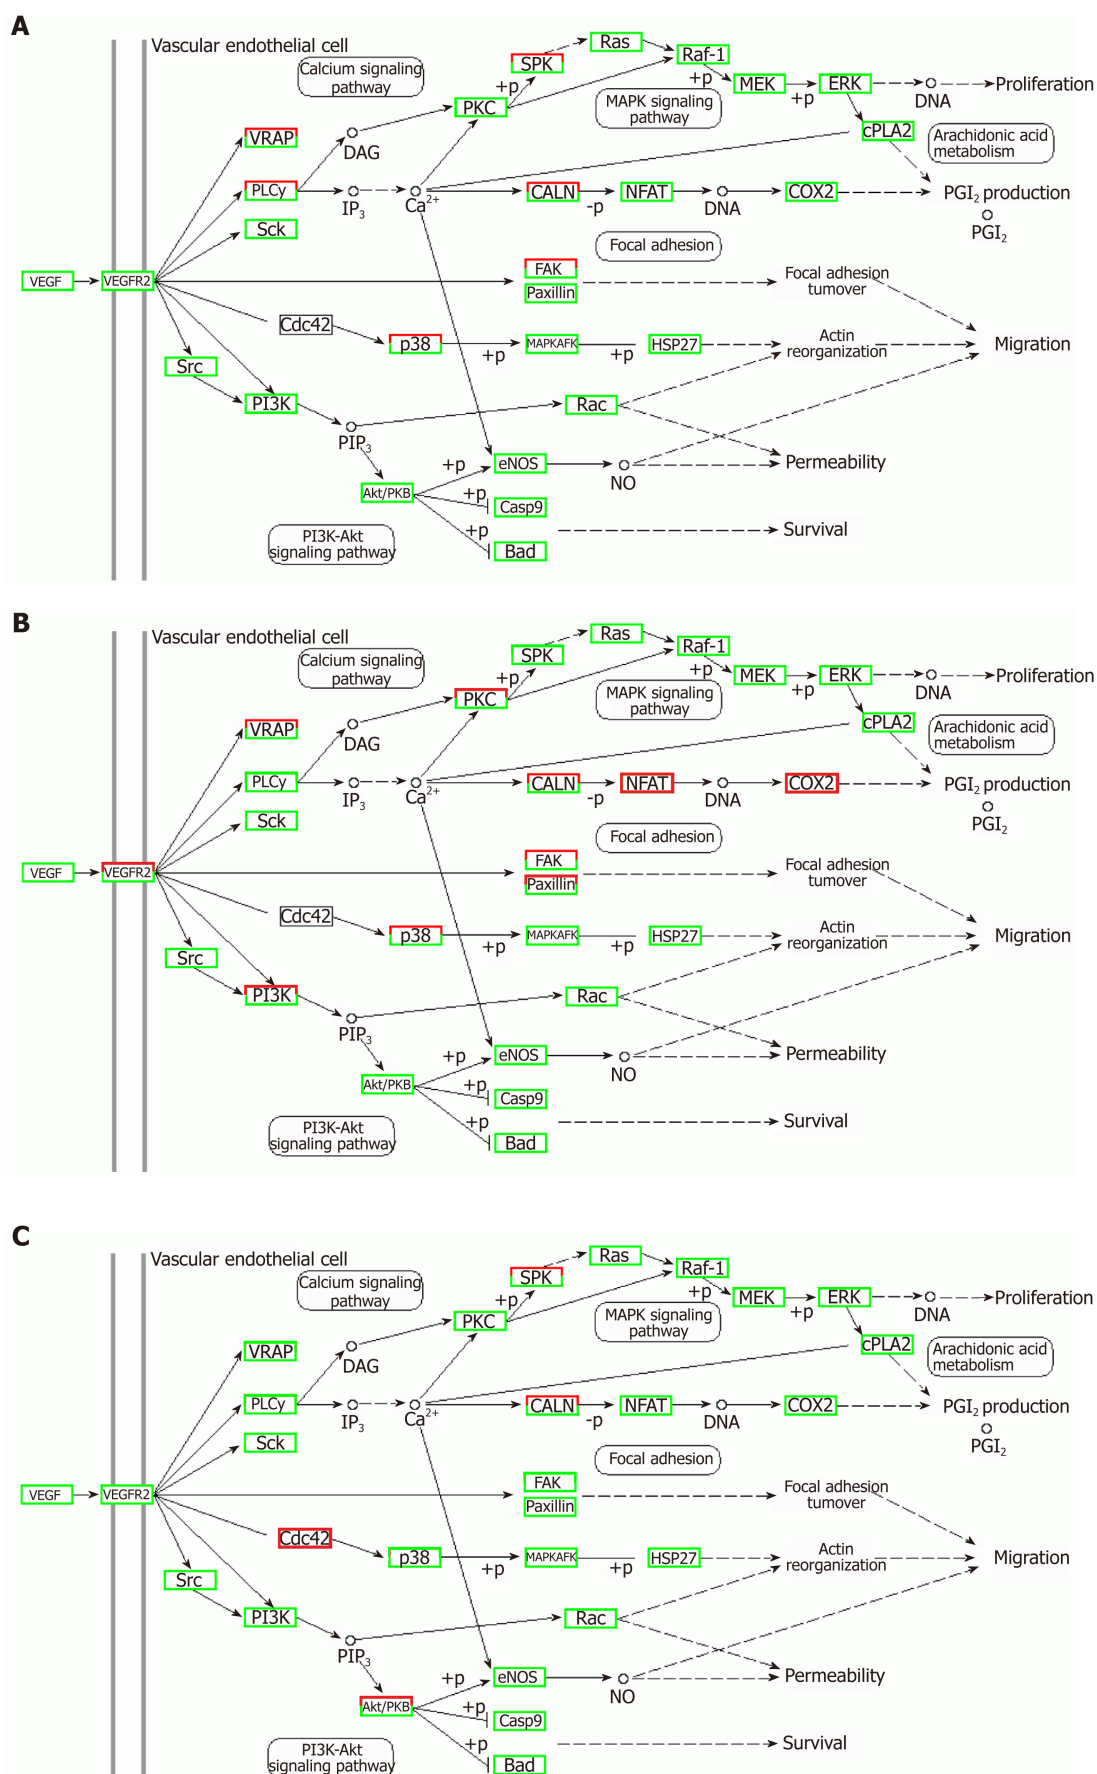 A
Vascular endothelial cell
Calcium signaling
pathway
SPK
Ras
Raf-1
+p
+p
MEK
+p
ERK
DNA
Proliferation
PKC
MAPK signaling
pathway
VRAP
DAG
cPLA2
Arachidonic acid
metabolism
PLCy
IP3
Ca2+
CALN
-p
NFAT
DNA
COX2
PGI2 production
PGI2
Sck
Focal adhesion
VEGF
VEGFR2
FAK
Paxillin
Focal adhesion
tumover
Cdc42
p38
+p
MAPKAFK
+p
HSP27
Actin
reorganization
Migration
Src
PI3K
Rac
PIP3
+p
eNOS
NO
Permeability
Akt/PKB
+p
Casp9
+p
Bad
Survival
PI3K-Akt
signaling pathway
B
Vascular endothelial cell
Calcium signaling
pathway
SPK
Ras
Raf-1
+p
+p
MEK
+p
ERK
DNA
Proliferation
PKC
MAPK signaling
pathway
VRAP
DAG
cPLA2
Arachidonic acid
metabolism
PLCy
IP3
Ca2+
CALN
-p
NFAT
DNA
COX2
PGI2 production
PGI2
Sck
Focal adhesion
VEGF
VEGFR2
FAK
Paxillin
Focal adhesion
tumover
Cdc42
p38
+p
MAPKAFK
+p
HSP27
Actin
reorganization
Migration
Src
PI3K
Rac
PIP3
+p
eNOS
NO
Permeability
Akt/PKB
+p
Casp9
+p
Bad
Survival
PI3K-Akt
signaling pathway
C
Vascular endothelial cell
Calcium signaling
pathway
SPK
Ras
Raf-1
+p
+p
MEK
+p
ERK
DNA
Proliferation
PKC
MAPK signaling
pathway
VRAP
DAG
cPLA2
Arachidonic acid
metabolism
PLCy
IP3
Ca2+
CALN
-p
NFAT
DNA
COX2
PGI2 production
PGI2
Sck
Focal adhesion
VEGF
VEGFR2
FAK
Paxillin
Focal adhesion
tumover
Cdc42
p38
+p
MAPKAFK
+p
HSP27
Actin
reorganization
Migration
Src
PI3K
Rac
PIP3
+p
eNOS
NO
Permeability
Akt/PKB
+p
Casp9
+p
Bad
Survival
PI3K-Akt
signaling pathway